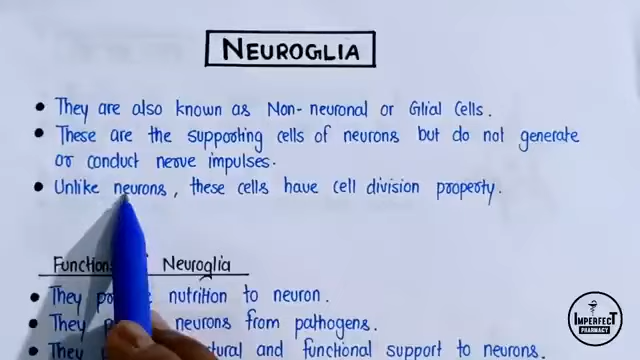 NEUROGLIA
• They are also known as Non-neuronal or Glial Cells.
• These are the supporting cells of neurons but do not generate
or conduct nerve impulses.
• Unlike neurons, these cells have cell division property.
Neuroglia
• They nutrition to neuron.
• They neurons from pathogens.
• They and functional support to neurons.
IMPERFECT
PHARMACY